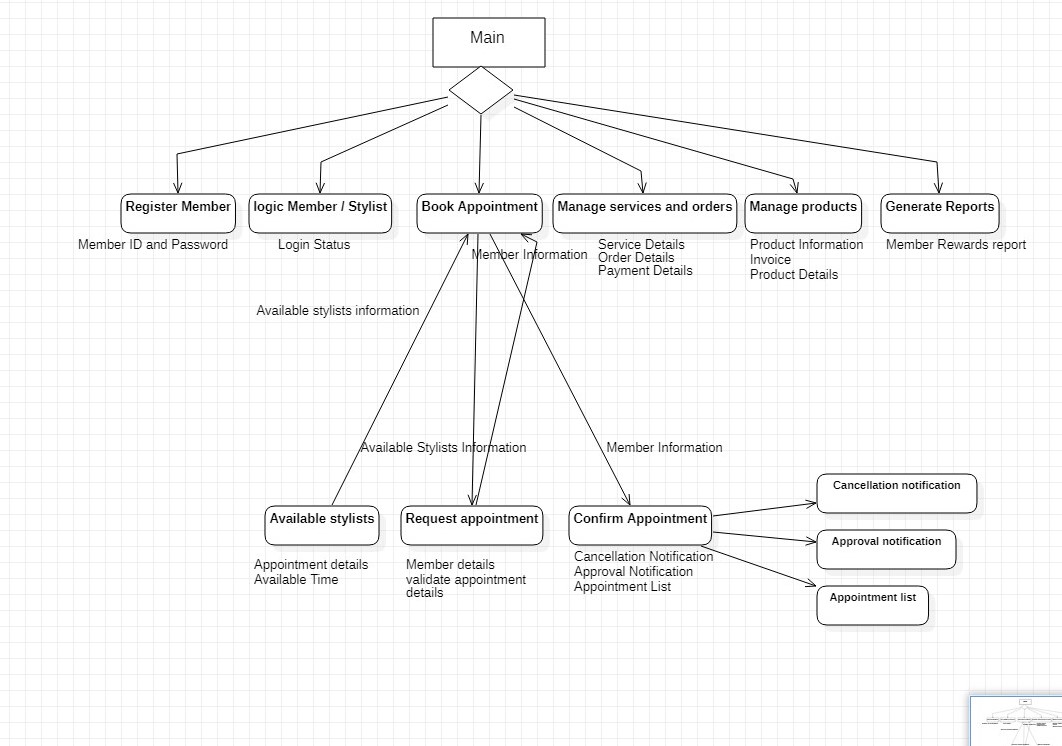 Main
Register Member
logic Member / Stylist
Book Appointment
Manage services and orders
Manage products
Generate Reports
Member ID and Password
Login Status
Member Information
Service Details
Order Details
Payment Details
Product Information
Invoice
Product Details
Member Rewards report
Available stylists information
Available Stylists Information
Member Information
Available stylists
Request appointment
Confirm Appointment
Cancellation notification
Approval notification
Appointment list
Appointment details
Available Time
Member details
validate appointment
details
Cancellation Notification
Approval Notification
Appointment List